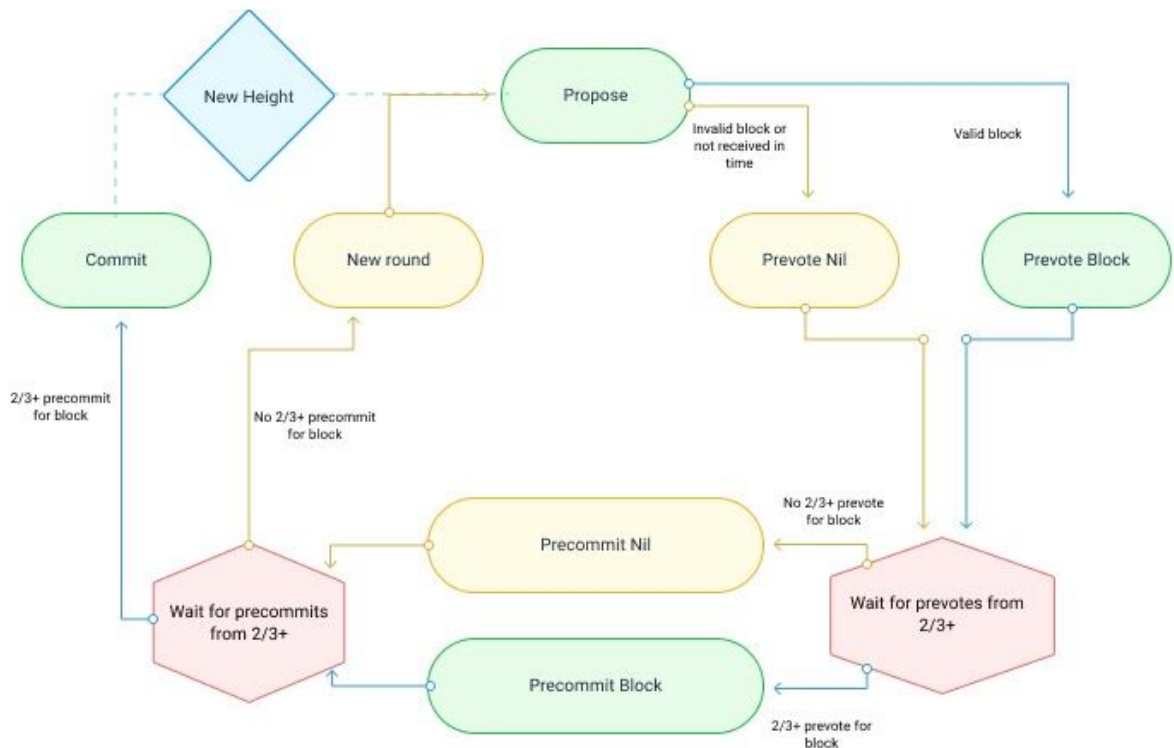 New Height
Propose
Invalid block or
not received in
time
Valid block
Commit
New round
Prevote Nil
Prevote Block
2/3+ precommit
for block
No 2/3+ precommit
for block
No 2/3+ prevote
for block
Precommit Nil
Wait for precommits
from 2/3+
Wait for prevotes from
2/3+
Precommit Block
2/3+ prevote for
block